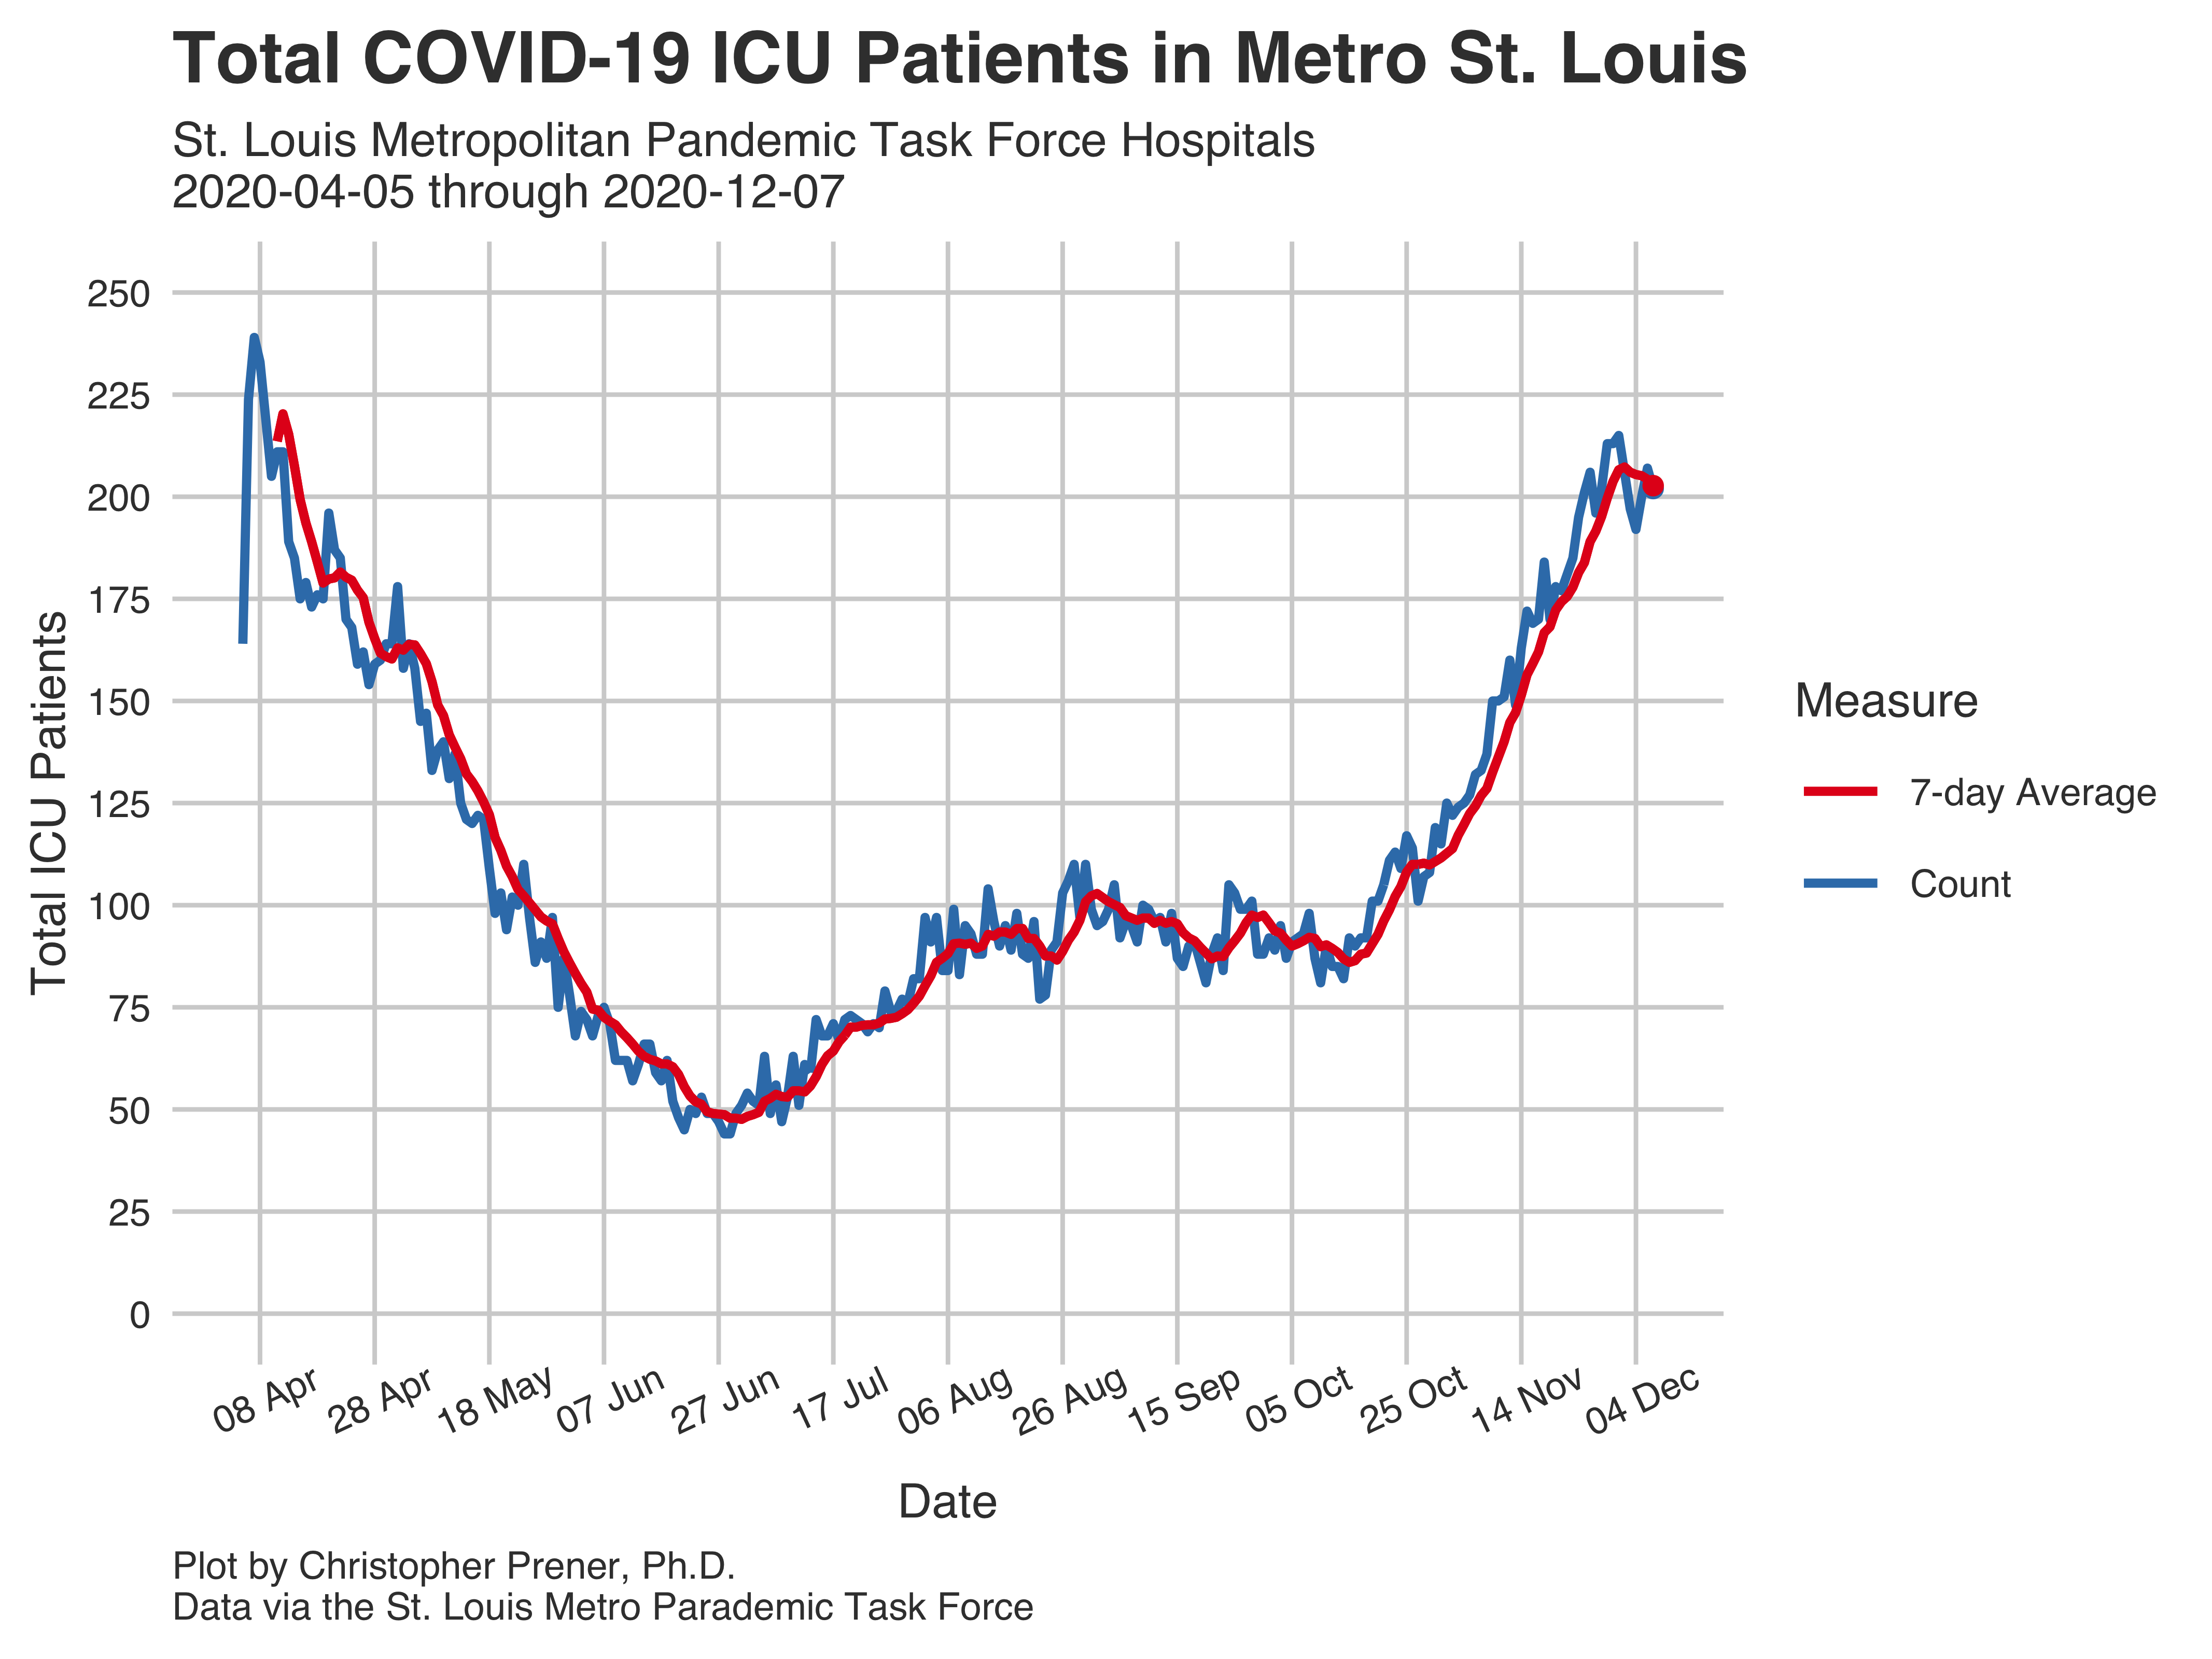 Total COVID-19 ICU Patients in Metro St. Louis
St. Louis Metropolitan Pandemic Task Force Hospitals
2020-04-05 through 2020-12-07
250
225
200
175
150
125
100
75
50
25
0
Total ICU Patients
08 Apr
28 Apr
18 May
07 Jun
27 Jun
17 Jul
06 Aug
26 Aug
15 Sep
05 Oct
25 Oct
14 Nov
04 Dec
Date
Measure
7-day Average
Count
Plot by Christopher Prener, Ph.D.
Data via the St. Louis Metro Parademic Task Force